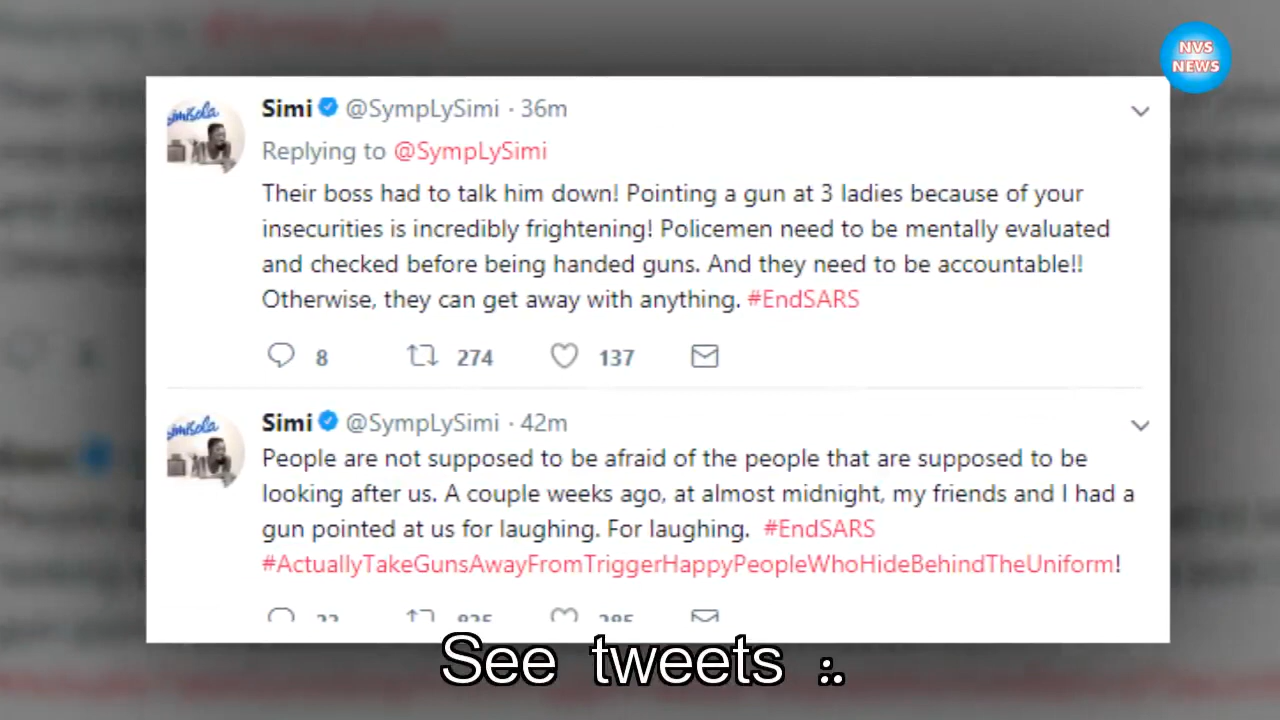 NVS
NEWS
Simi @SympLySimi · 36m
Replying to @SympLySimi
Their boss had to talk him down! Pointing a gun at 3 ladies because of your
insecurities is incredibly frightening! Policemen need to be mentally evaluated
and checked before being handed guns. And they need to be accountable!!
Otherwise, they can get away with anything. #EndSARS
8 274 137
simisola
Simi @SympLySimi · 42m
People are not supposed to be afraid of the people that are supposed to be
looking after us. A couple weeks ago, at almost midnight, my friends and I had a
gun pointed at us for laughing. For laughing. #EndSARS
#ActuallyTakeGunsAwayFromTriggerHappyPeopleWhoHideBehindTheUniform!
See tweets :.